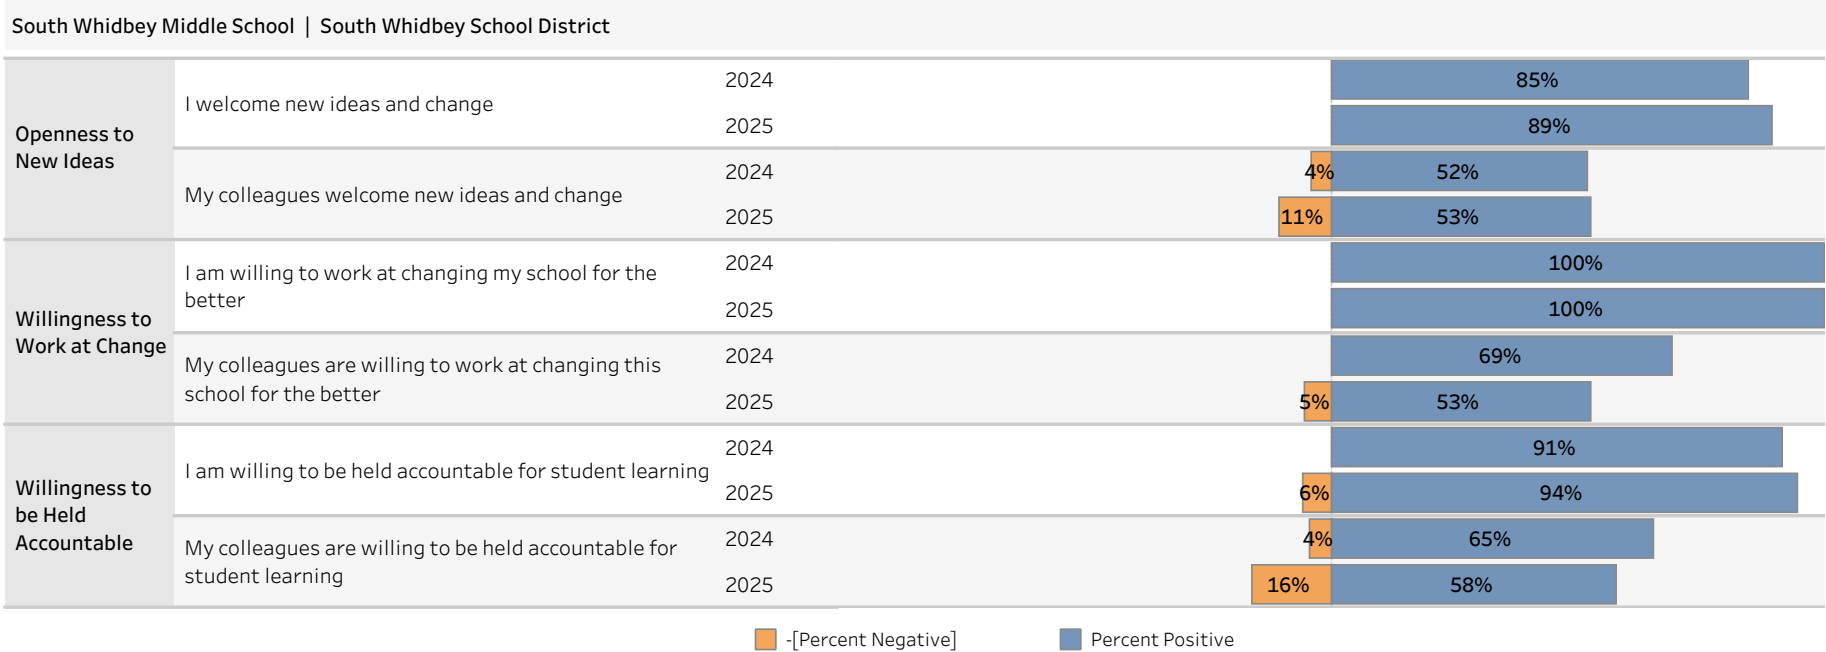 South Whidbey Middle School | South Whidbey School District
Openness to
New Ideas
I welcome new ideas and change
2024
85%
2025
89%
My colleagues welcome new ideas and change
2024
4%
52%
2025
11%
53%
Willingness to
Work at Change
I am willing to work at changing my school for the
better
2024
100%
2025
100%
My colleagues are willing to work at changing this
school for the better
2024
69%
2025
5%
53%
Willingness to
be Held
Accountable
I am willing to be held accountable for student learning
2024
91%
2025
6%
94%
My colleagues are willing to be held accountable for
student learning
2024
4%
65%
2025
16%
58%
-[Percent Negative]
Percent Positive